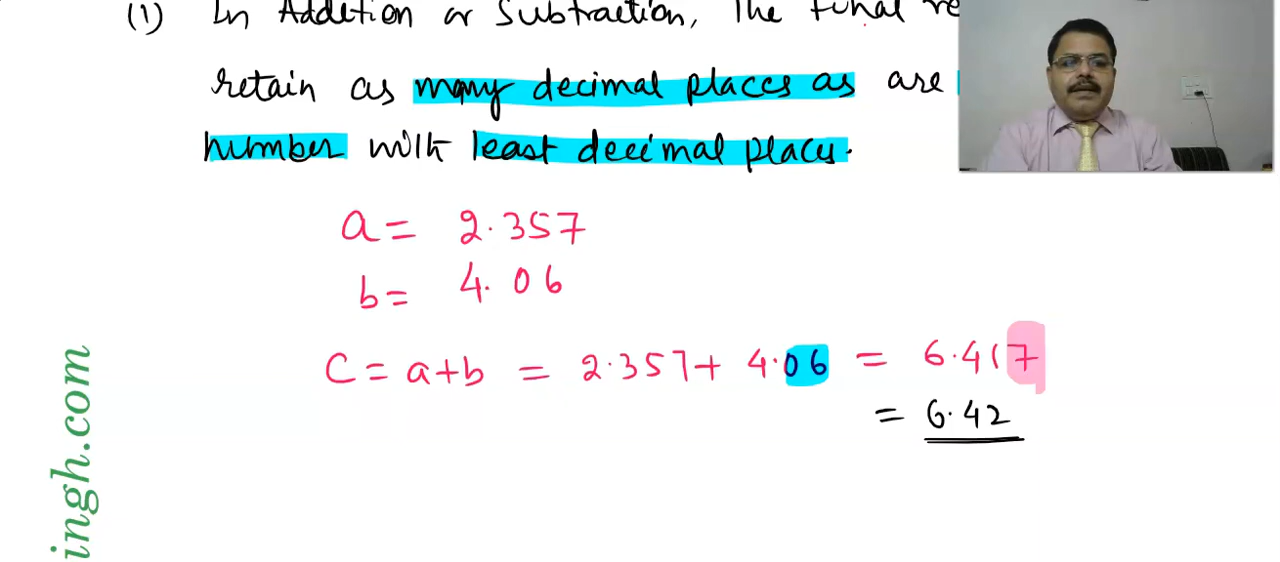 (1) In Addition or Subtraction, The final re
retain as many decimal places as are
number with least decimal places.
a = 2.357
b = 4.06
C = a+b = 2.357 + 4.06 = 6.417
= 6.42
ingh.com